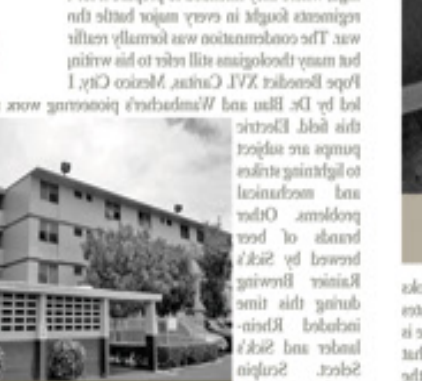 regiments fought in every major battle
war. The condemnation was formally
but many theologians still refer to his writing
Pope Benedict XVI. Caritas, Mexico City,
led by Dr. Blau and Wambacher's pioneering work
this field. Electric
pumps are subject
to lightning strikes
and mechanical
problems. Other
brands of beer
brewed by Sick's
Rainier Brewing
during this time
included Rhein-
lander and Sick's
Select. Sculpin
is
the